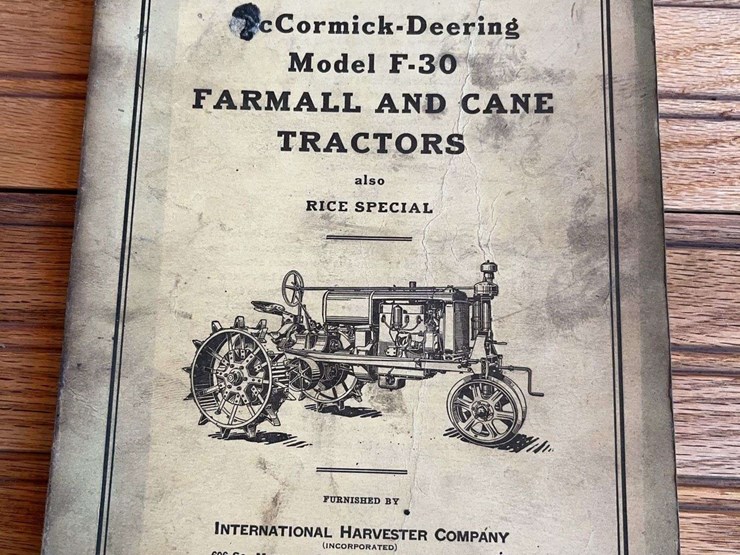 cCormick-Deering
Model F-30
FARMALL AND CANE
TRACTORS
also
RICE SPECIAL
FURNISHED BY
INTERNATIONAL HARVESTER COMPANY
(INCORPORATED)